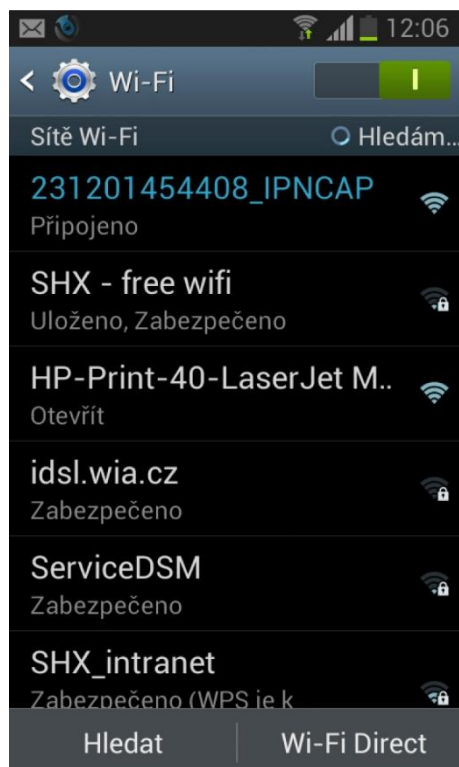 12:06
Wi-Fi
Sítě Wi-Fi Hledám...
231201454408_IPNCAP
Připojeno
SHX - free wifi
Uloženo, Zabezpečeno
HP-Print-40-LaserJet M..
Otevřít
idsl.wia.cz
Zabezpečeno
ServiceDSM
Zabezpečeno
SHX_intranet
Zabezpečeno (WPS je k
Hledat Wi-Fi Direct